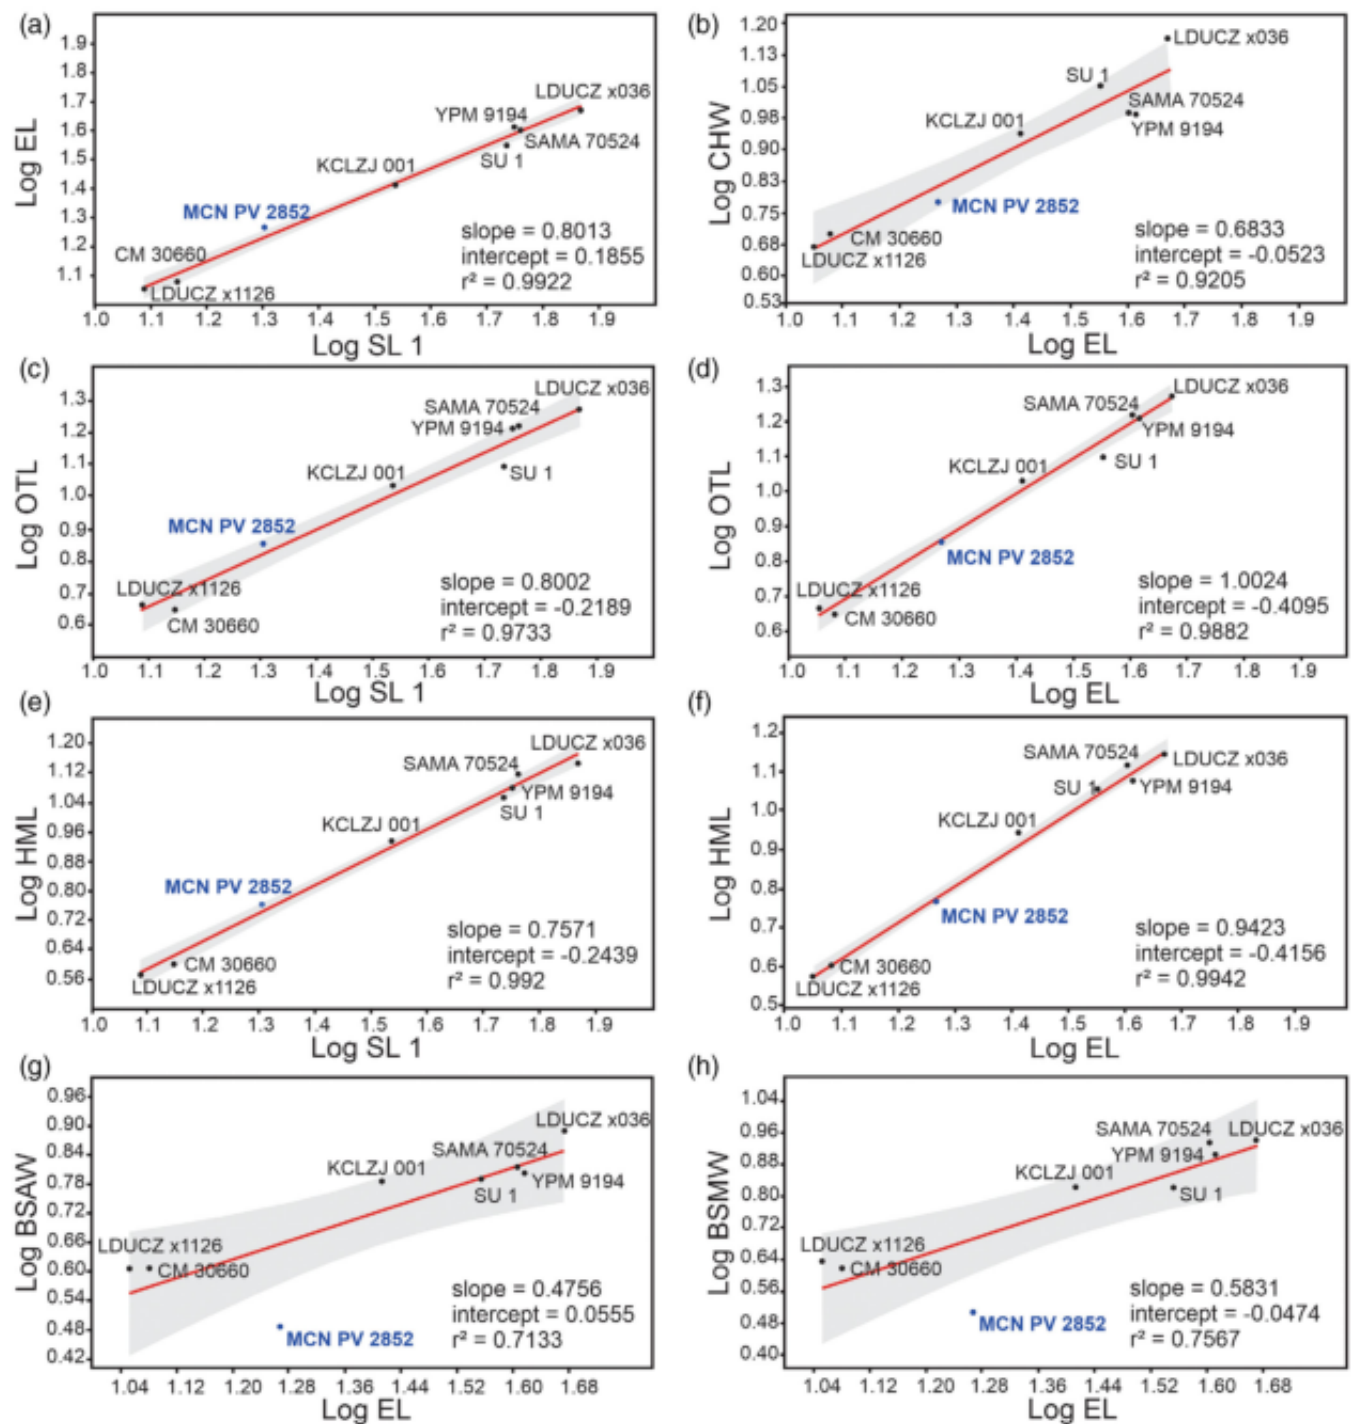 (a)
1.9
1.8
1.7
1.6
1.5
1.4
1.3
1.2
1.1
Log EL
LDUCZ x036
YPM 9194
SAMA 70524
SU 1
KCLZJ 001
MCN PV 2852
CM 30660
LDUCZ x1126
slope = 0.8013
intercept = 0.1855
r² = 0.9922
1.0 1.1 1.2 1.3 1.4 1.5 1.6 1.7 1.8 1.9
Log SL 1
(b)
1.20
1.13
1.05
0.98
0.90
0.83
0.75
0.68
0.60
0.53
Log CHW
LDUCZ x036
SU 1
SAMA 70524
YPM 9194
KCLZJ 001
MCN PV 2852
CM 30660
LDUCZ x1126
slope = 0.6833
intercept = -0.0523
r² = 0.9205
1.0 1.1 1.2 1.3 1.4 1.5 1.6 1.7 1.8 1.9
Log EL
(c)
1.3
1.2
1.1
1.0
0.9
0.8
0.7
0.6
Log OTL
LDUCZ x036
SAMA 70524
YPM 9194
SU 1
KCLZJ 001
MCN PV 2852
LDUCZ x1126
CM 30660
slope = 0.8002
intercept = -0.2189
r² = 0.9733
1.0 1.1 1.2 1.3 1.4 1.5 1.6 1.7 1.8 1.9
Log SL 1
(d)
1.3
1.2
1.1
1.0
0.9
0.8
0.7
0.6
Log OTL
LDUCZ x036
SAMA 70524
YPM 9194
SU 1
KCLZJ 001
MCN PV 2852
LDUCZ x1126
CM 30660
slope = 1.0024
intercept = -0.4095
r² = 0.9882
1.0 1.1 1.2 1.3 1.4 1.5 1.6 1.7 1.8 1.9
Log EL
(e)
1.20
1.12
1.04
0.96
0.88
0.80
0.72
0.64
0.56
Log HML
LDUCZ x036
SAMA 70524
YPM 9194
SU 1
KCLZJ 001
MCN PV 2852
CM 30660
LDUCZ x1126
slope = 0.7571
intercept = -0.2439
r² = 0.992
1.0 1.1 1.2 1.3 1.4 1.5 1.6 1.7 1.8 1.9
Log SL 1
(f)
1.2
1.1
1.0
0.9
0.8
0.7
0.6
0.5
Log HML
SAMA 70524
LDUCZ x036
SU 1
YPM 9194
KCLZJ 001
MCN PV 2852
CM 30660
LDUCZ x1126
slope = 0.9423
intercept = -0.4156
r² = 0.9942
1.0 1.1 1.2 1.3 1.4 1.5 1.6 1.7 1.8 1.9
Log EL
(g)
0.96
0.90
0.84
0.78
0.72
0.66
0.60
0.54
0.48
0.42
Log BSAW
LDUCZ x036
SAMA 70524
KCLZJ 001
YPM 9194
SU 1
LDUCZ x1126
CM 30660
MCN PV 2852
slope = 0.4756
intercept = 0.0555
r² = 0.7133
1.04 1.12 1.20 1.28 1.36 1.44 1.52 1.60 1.68
Log EL
(h)
1.04
0.96
0.88
0.80
0.72
0.64
0.56
0.48
0.40
Log BSMW
SAMA 70524
LDUCZ x036
YPM 9194
KCLZJ 001
SU 1
LDUCZ x1126
CM 30660
MCN PV 2852
slope = 0.5831
intercept = -0.0474
r² = 0.7567
1.04 1.12 1.20 1.28 1.36 1.44 1.52 1.60 1.68
Log EL